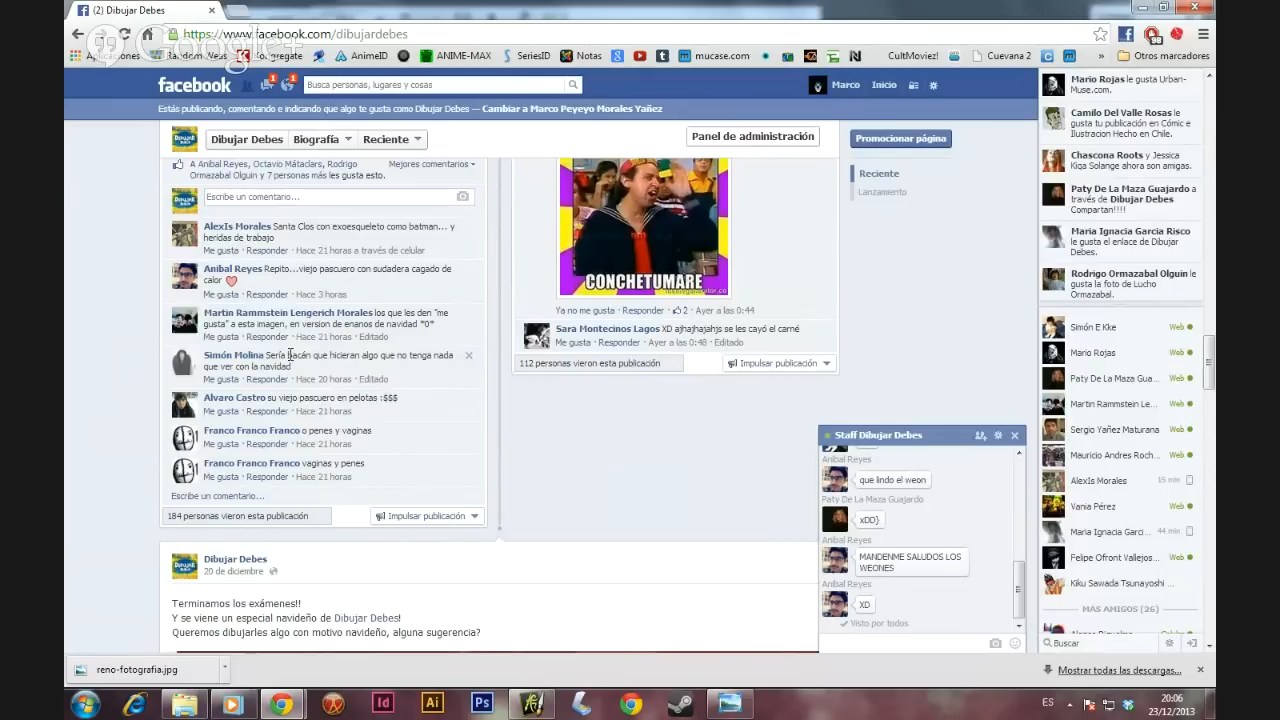 (2) Dibujar Debes
https://www.facebook.com/dibujardebes
Google+
Aplicaciones Random Wea Kongregate AnimeID ANIME-MAX SeriesID Notas mucase.com CultMoviez! Cuevana 2 » Otros marcadores
facebook 1 1 Busca personas, lugares y cosas Marco Inicio
Estás publicando, comentando e indicando que algo te gusta como Dibujar Debes — Cambiar a Marco Peyeyo Morales Yañez
Dibujar Debes Biografía Reciente Panel de administración
Promocionar página
Reciente
Lanzamiento
A Anibal Reyes, Octavio Mátadars, Rodrigo Mejores comentarios
Ormazabal Olguin y 7 personas más les gusta esto.
Escribe un comentario...
AlexIs Morales Santa Clos con exoesqueleto como batman... y
heridas de trabajo
Me gusta · Responder · Hace 21 horas a través de celular
Anibal Reyes Repito...viejo pascuero con sudadera cagado de
calor
Me gusta · Responder · Hace 3 horas
Martin Rammstein Lengerich Morales los que les den "me
gusta" a esta imagen, en version de enanos de navidad *0*
Me gusta · Responder · Hace 21 horas · Editado
Simón Molina Sería bacán que hicieran algo que no tenga nada
que ver con la navidad
Me gusta · Responder · Hace 20 horas · Editado
Alvaro Castro su viejo pascuero en pelotas :$$$
Me gusta · Responder · Hace 21 horas
Franco Franco Franco o penes y vaginas
Me gusta · Responder · Hace 21 horas
Franco Franco Franco vaginas y penes
Me gusta · Responder · Hace 21 horas
Escribe un comentario...
184 personas vieron esta publicación Impulsar publicación
CONCHETUMARE
Ya no me gusta · Responder · 2 · Ayer a las 0:44
Sara Montecinos Lagos XD ajhajhajahjs se les cayó el carné
Me gusta · Responder · Ayer a las 0:48 · Editado
112 personas vieron esta publicación Impulsar publicación
Dibujar Debes
20 de diciembre
Terminamos los exámenes!!
Y se viene un especial navideño de Dibujar Debes!
Queremos dibujarles algo con motivo navideño, alguna sugerencia?
Staff Dibujar Debes
Anibal Reyes
que lindo el weon
Paty De La Maza Guajardo
xDD}
Anibal Reyes
MANDENME SALUDOS LOS
WEONES
Anibal Reyes
XD
Visto por todos
Mario Rojas le gusta Urban-
Muse.com.
Camilo Del Valle Rosas le
gusta tu publicación en Cómic e
Ilustracion Hecho en Chile.
Chascona Roots y Jessica
Kiqa Solange ahora son amigas.
Paty De La Maza Guajardo a
través de Dibujar Debes
Compartan!!!!
Maria Ignacia Garcia Risco
le gusta el enlace de Dibujar
Debes.
Rodrigo Ormazabal Olguin le
gusta la foto de Lucho
Ormazabal.
Simón E Kke Web
Mario Rojas Web
Paty De La Maza Gua... Web
Martin Rammstein Le... Web
Sergio Yañez Maturana Web
Mauricio Andres Roch... Web
AlexIs Morales 15 min
Vania Pérez Web
Maria Ignacia Garci... 44 min
Felipe Ofront Vallejos... Web
Kiku Sawada Tsunayoshi ...
MÁS AMIGOS (26)
Buscar
reno-fotografia.jpg Mostrar todas las descargas...
Id Ai Ps ES 20:06
23/12/2013